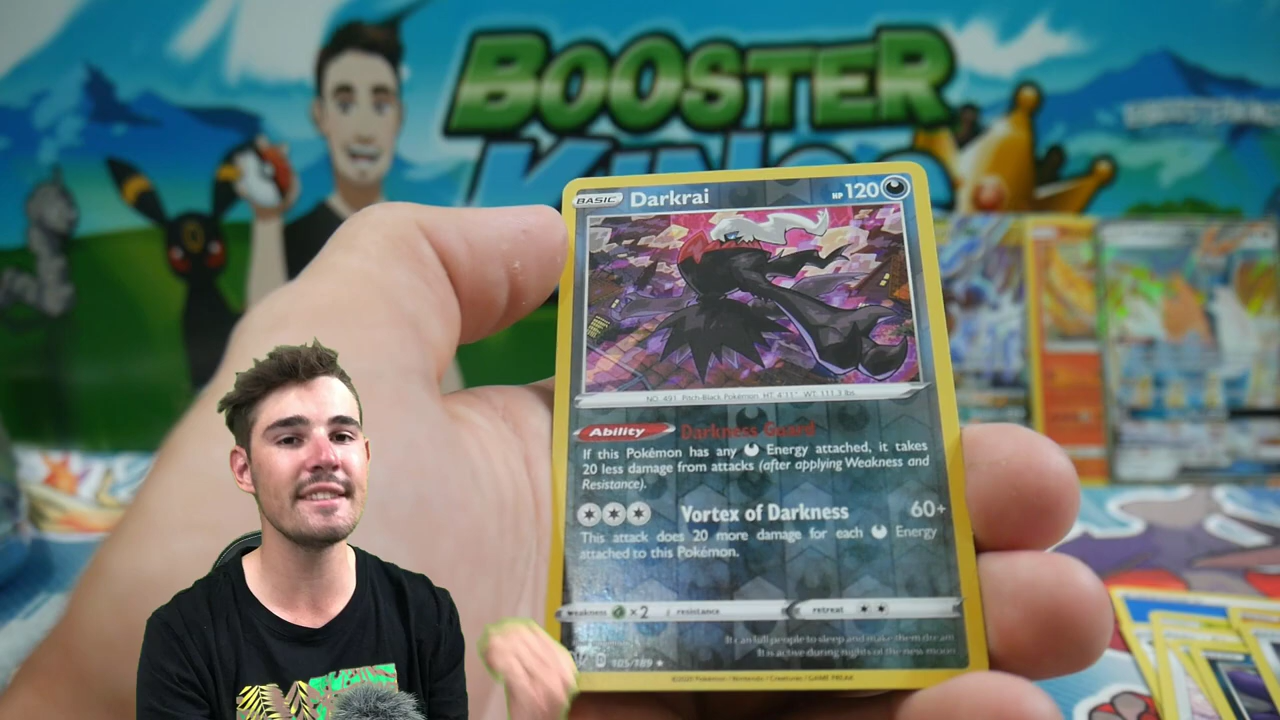 BOOSTER
KINGS
BASIC Darkrai HP 120
NO. 491 Pitch-Black Pokémon HT: 4'11" WT: 111.3 lbs.
Ability Darkness Guard
If this Pokémon has any Energy attached, it takes
20 less damage from attacks (after applying Weakness and
Resistance).
Vortex of Darkness 60+
This attack does 20 more damage for each Energy
attached to this Pokémon.
weakness ×2 resistance retreat
It can lull people to sleep and make them dream.
It is active during nights of the new moon.
105/189 ★
©2020 Pokémon / Nintendo / Creatures / GAME FREAK